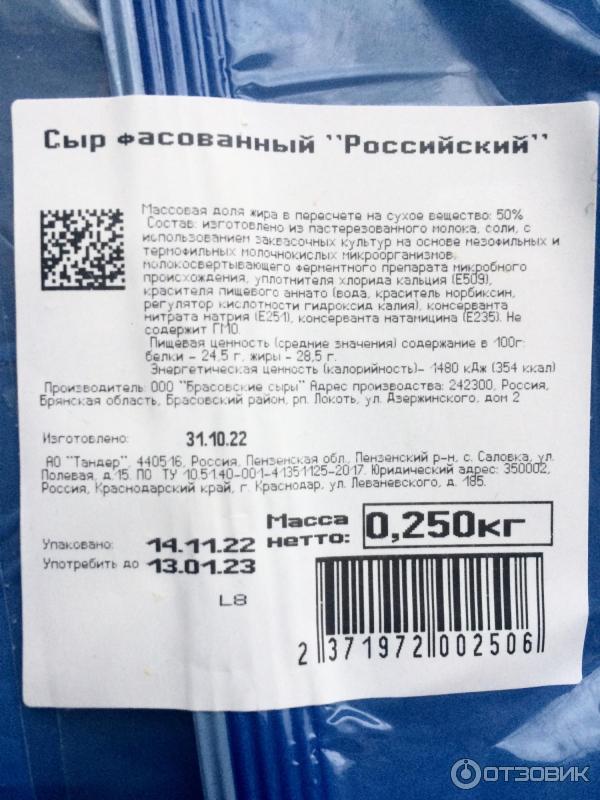 Сыр фасованный "Российский"
Массовая доля жира в пересчете на сухое вещество: 50%
Состав: изготовлено из пастерезованного молока, соли, с
использованием заквасочных культур на основе мезофильных и
термофильных молочнокислых микроорганизмов,
молокосвертывающего ферментного препарата микробного
происхождения, уплотнителя хлорида кальция (Е509),
красителя пищевого аннато (вода, краситель норбиксин,
регулятор кислотности гидроксид калия), консерванта
нитрата натрия (Е251), консерванта натамицина (Е235). Не
содержит ГМО.
Пищевая ценность (средние значения) содержание в 100г:
белки - 24,5 г, жиры - 28,5 г.
Энергетическая ценность (калорийность)- 1480 кДж (354 ккал)
Производитель: ООО "Брасовские сыры" Адрес производства: 242300, Россия,
Брянская область, Брасовский район, рп. Локоть, ул. Дзержинского, дом 2
Изготовлено: 31.10.22
АО "Тандер", 440516, Россия, Пензенская обл., Пензенский р-н, с. Саловка, ул.
Полевая, д.15. ПО ТУ 10.51.40-001-41351125-2017. Юридический адрес: 350002,
Россия, Краснодарский край, г. Краснодар, ул. Леваневского, д. 185.
Масса нетто: 0,250кг
Упаковано: 14.11.22
Употребить до 13.01.23
L8
2 371972 002506
ОТЗОВИК